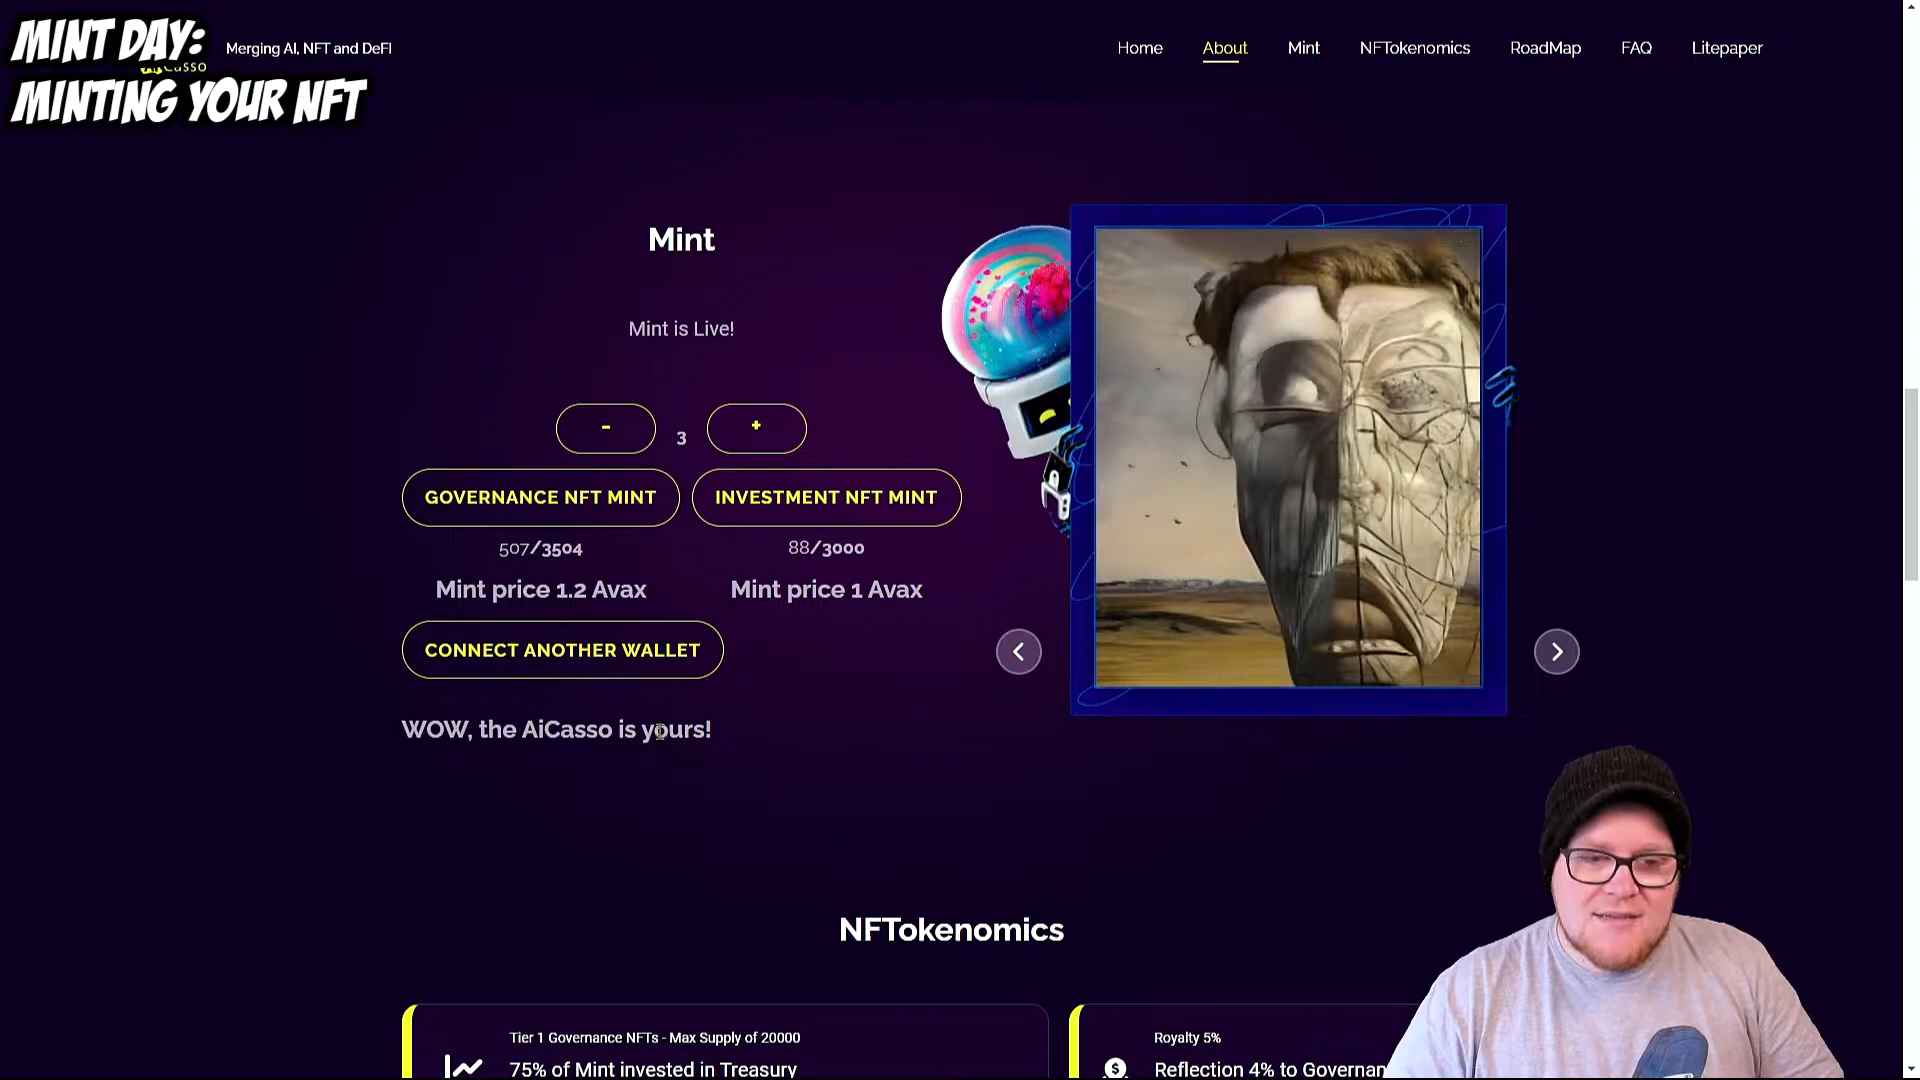 MINT DAY:
MINTING YOUR NFT
Merging AI, NFT and DeFI
Home
About
Mint
NFTokenomics
RoadMap
FAQ
Litepaper
Mint
Mint is Live!
-
3
+
GOVERNANCE NFT MINT
INVESTMENT NFT MINT
507/3504
88/3000
Mint price 1.2 Avax
Mint price 1 Avax
CONNECT ANOTHER WALLET
WOW, the AiCasso is yours!
NFTokenomics
Tier 1 Governance NFTs - Max Supply of 20000
75% of Mint invested in Treasury
Royalty 5%
Reflection 4% to Governan